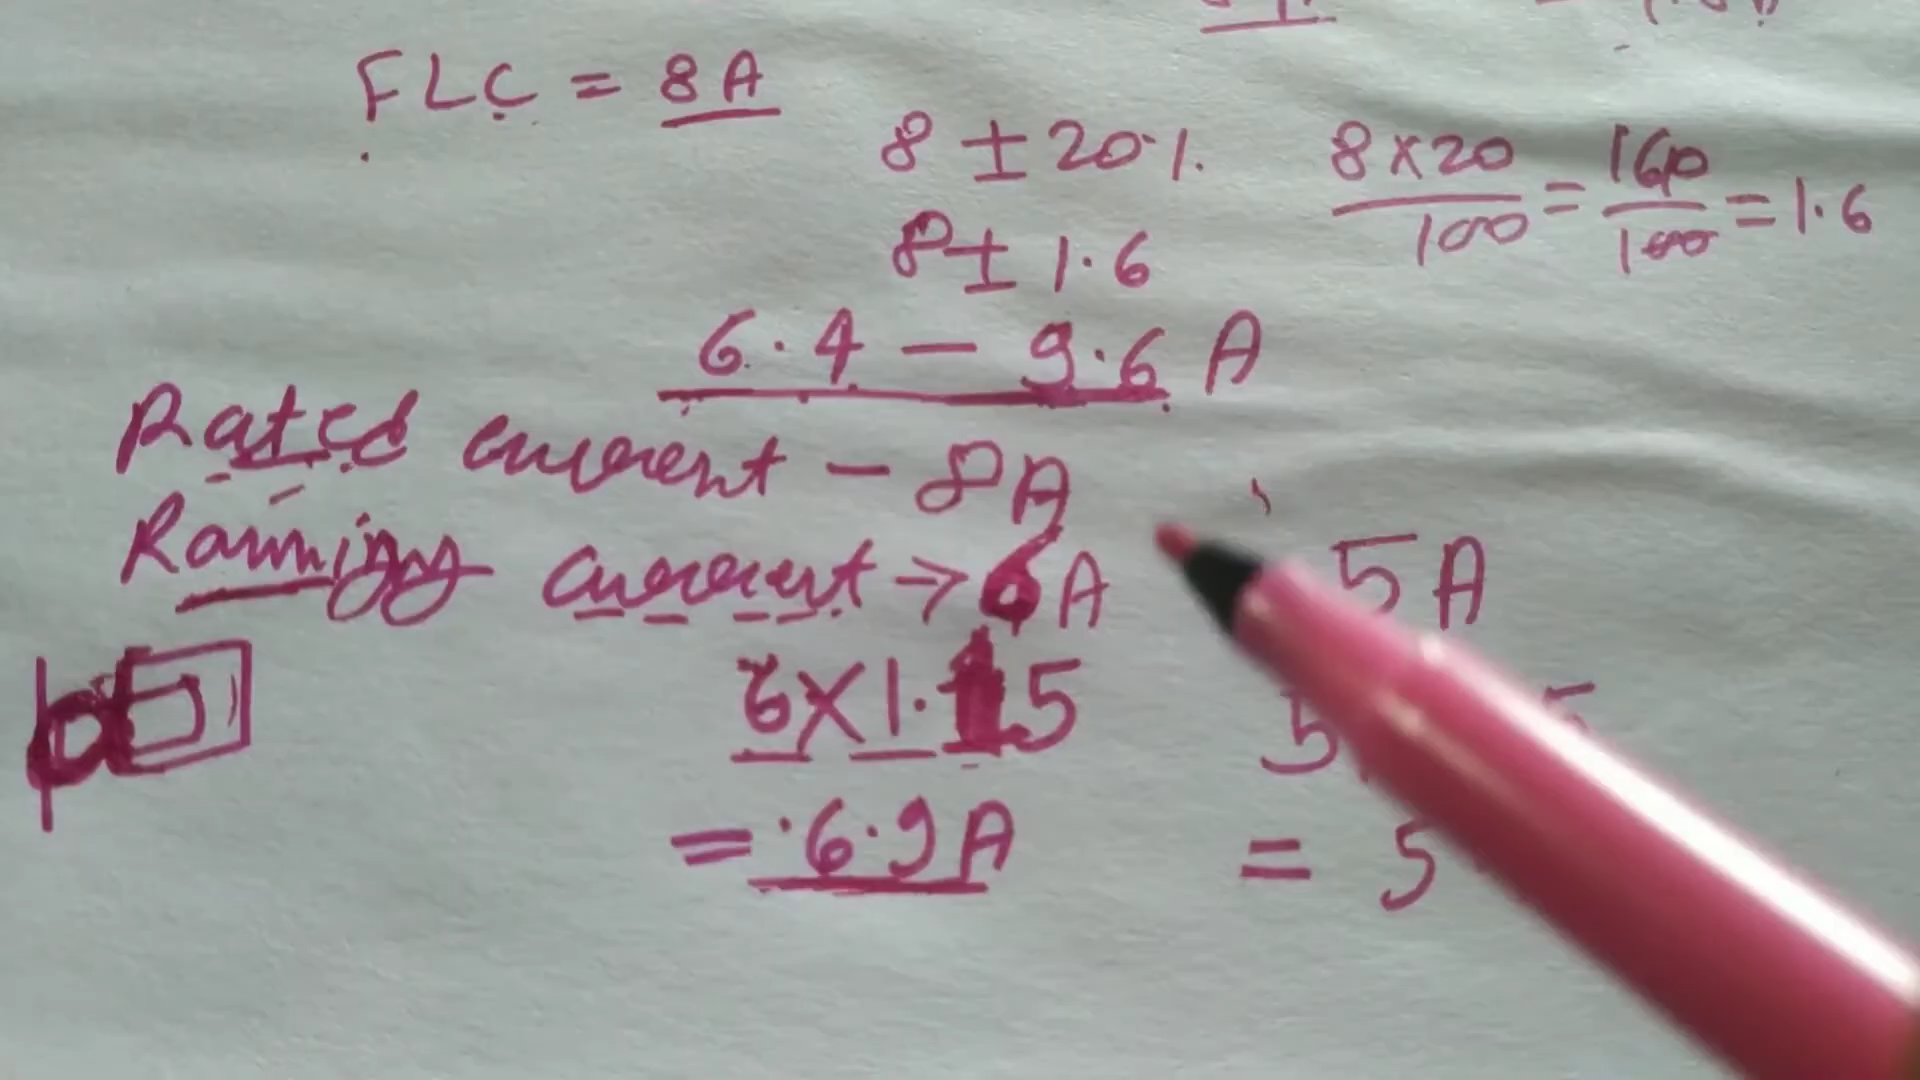 FLC = 8A
8 ± 20%
8×20/100 = 160/100 = 1.6
8 ± 1.6
6.4 — 9.6 A
Rated current - 8A
Running current → 6A
5A
6×1.15
5
= 6.9A
= 5